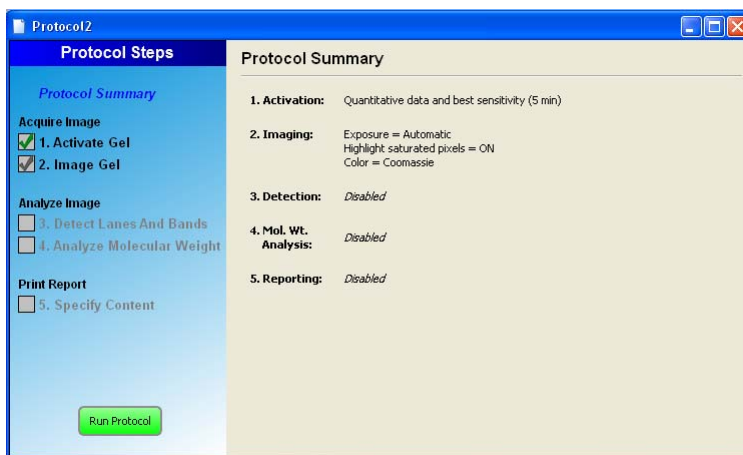 Protocol2
Protocol Steps
Protocol Summary
Acquire Image
1. Activate Gel
2. Image Gel
Analyze Image
3. Detect Lanes And Bands
4. Analyze Molecular Weight
Print Report
5. Specify Content
Run Protocol
Protocol Summary
1. Activation: Quantitative data and best sensitivity (5 min)
2. Imaging: Exposure = Automatic
Highlight saturated pixels = ON
Color = Coomassie
3. Detection: Disabled
4. Mol. Wt.
Analysis: Disabled
5. Reporting: Disabled